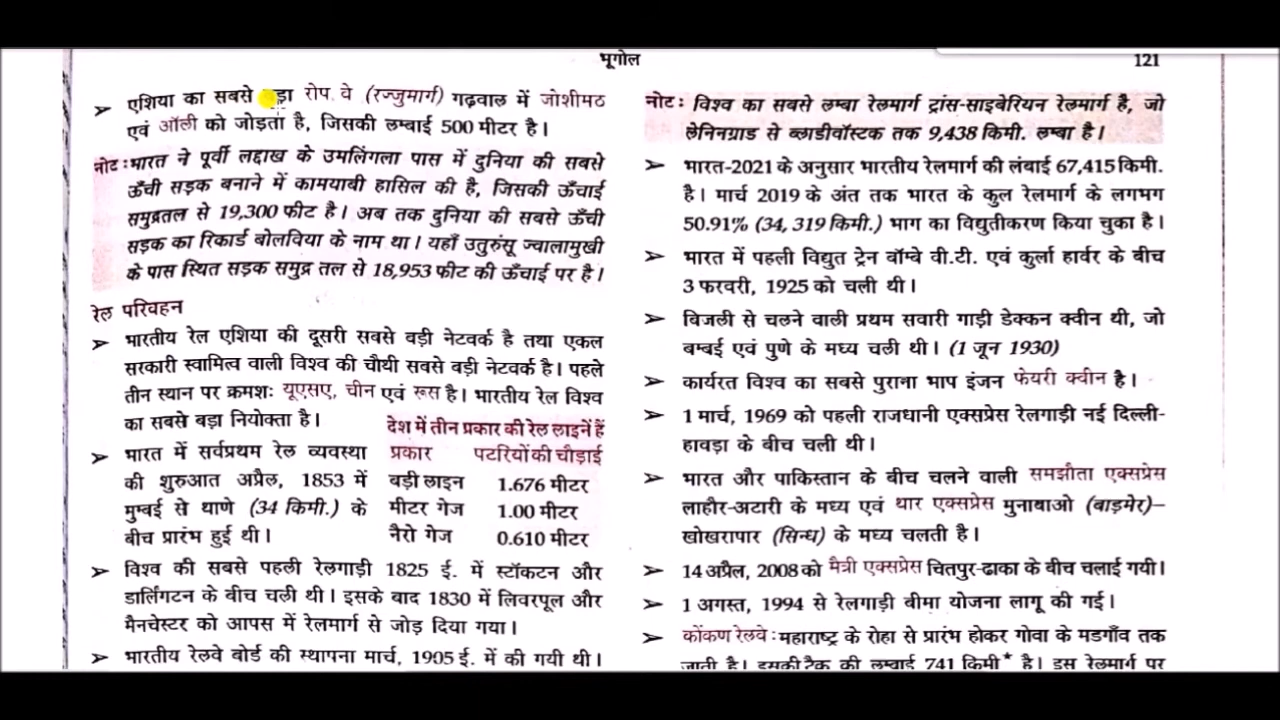 भूगोल
121
एशिया का सबसे बड़ा रोप वे (रज्जुमार्ग) गढ़वाल में जोशीमठ
एवं ऑली को जोड़ता है, जिसकी लम्बाई 500 मीटर है।
नोट : भारत ने पूर्वी लद्दाख के उमलिंगला पास में दुनिया की सबसे
ऊँची सड़क बनाने में कामयाबी हासिल की है, जिसकी ऊँचाई
समुद्रतल से 19,300 फीट है। अब तक दुनिया की सबसे ऊँची
सड़क का रिकार्ड बोलविया के नाम था। यहाँ उतुरुंसू ज्वालामुखी
के पास स्थित सड़क समुद्र तल से 18,953 फीट की ऊँचाई पर है।
रेल परिवहन
भारतीय रेल एशिया की दूसरी सबसे बड़ी नेटवर्क है तथा एकल
सरकारी स्वामित्व वाली विश्व की चौथी सबसे बड़ी नेटवर्क है। पहले
तीन स्थान पर क्रमशः यूएसए, चीन एवं रूस है। भारतीय रेल विश्व
का सबसे बड़ा नियोक्ता है।
भारत में सर्वप्रथम रेल व्यवस्था
की शुरुआत अप्रैल, 1853 में
मुम्बई से थाणे (34 किमी.) के
बीच प्रारंभ हुई थी।
देश में तीन प्रकार की रेल लाइनें हैं
प्रकार पटरियों की चौड़ाई
बड़ी लाइन 1.676 मीटर
मीटर गेज 1.00 मीटर
नैरो गेज 0.610 मीटर
विश्व की सबसे पहली रेलगाड़ी 1825 ई. में स्टॉकटन और
डार्लिंगटन के बीच चली थी। इसके बाद 1830 में लिवरपूल और
मैनचेस्टर को आपस में रेलमार्ग से जोड़ दिया गया।
भारतीय रेलवे बोर्ड की स्थापना मार्च, 1905 ई. में की गयी थी।
नोट : विश्व का सबसे लम्बा रेलमार्ग ट्रांस-साइबेरियन रेलमार्ग है, जो
लेनिनग्राड से ब्लाडीवॉस्टक तक 9,438 किमी. लम्बा है।
भारत-2021 के अनुसार भारतीय रेलमार्ग की लंबाई 67,415 किमी.
है। मार्च 2019 के अंत तक भारत के कुल रेलमार्ग के लगभग
50.91% (34, 319 किमी.) भाग का विद्युतीकरण किया चुका है।
भारत में पहली विद्युत ट्रेन बॉम्बे वी.टी. एवं कुर्ला हार्वर के बीच
3 फरवरी, 1925 को चली थी।
बिजली से चलने वाली प्रथम सवारी गाड़ी डेक्कन क्वीन थी, जो
बम्बई एवं पुणे के मध्य चली थी। (1 जून 1930)
कार्यरत विश्व का सबसे पुराना भाप इंजन फेयरी क्वीन है।
1 मार्च, 1969 को पहली राजधानी एक्सप्रेस रेलगाड़ी नई दिल्ली-
हावड़ा के बीच चली थी।
भारत और पाकिस्तान के बीच चलने वाली समझौता एक्सप्रेस
लाहौर-अटारी के मध्य एवं थार एक्सप्रेस मुनाबाओ (बाड़मेर)–
खोखरापार (सिन्ध) के मध्य चलती है।
14 अप्रैल, 2008 को मैत्री एक्सप्रेस चितपुर-ढाका के बीच चलाई गयी।
1 अगस्त, 1994 से रेलगाड़ी बीमा योजना लागू की गई।
कोंकण रेलवे : महाराष्ट्र के रोहा से प्रारंभ होकर गोवा के मडगाँव तक
जाती है। इसकी ट्रैक की लम्बाई 741 किमी* है। इस रेलमार्ग पर